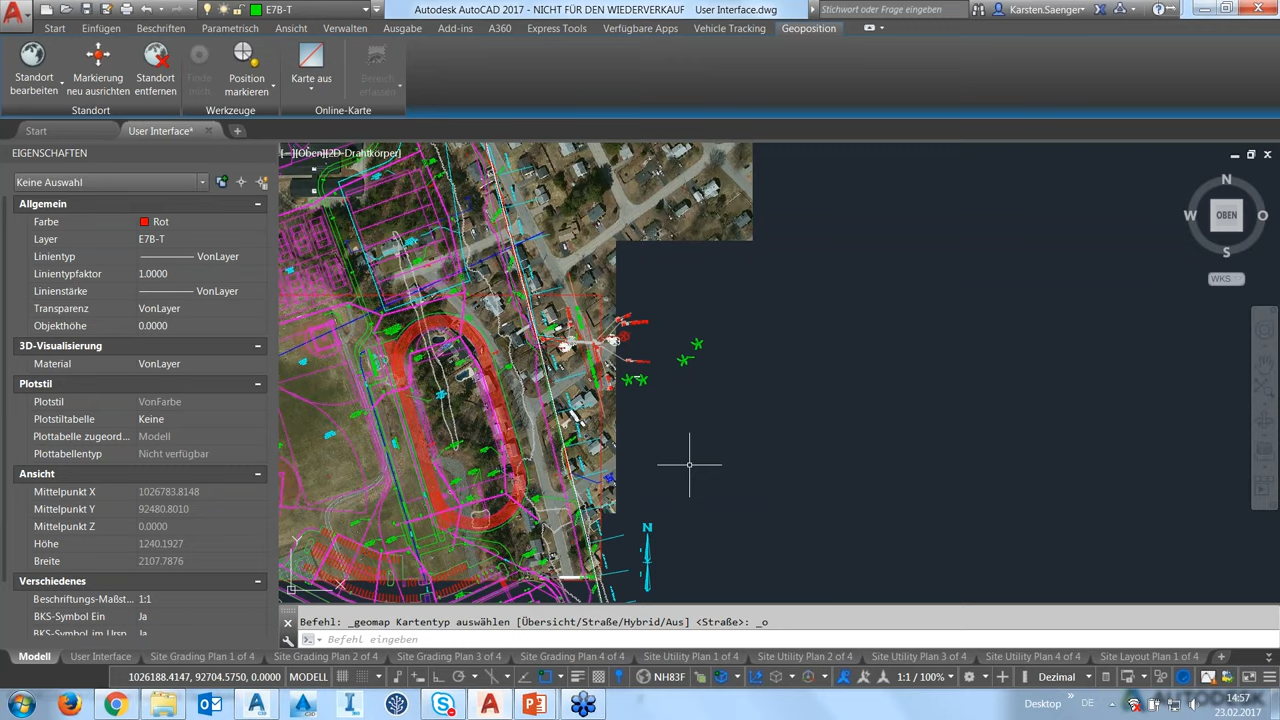 E7B-T
Autodesk AutoCAD 2017 - NICHT FÜR DEN WIEDERVERKAUF User Interface.dwg
Stichwort oder Frage eingeben
Karsten.Saenger
Start Einfügen Beschriften Parametrisch Ansicht Verwalten Ausgabe Add-ins A360 Express Tools Vorgestellte Apps Vehicle Tracking Geoposition
Standort bearbeiten
Markierung neu ausrichten
Standort entfernen
Finde mich
Position markieren
Karte aus
Bereich erfassen
Standort Werkzeuge Online-Karte
Start User Interface*
EIGENSCHAFTEN
[−][Oben][2D-Drahtkörper]
Keine Auswahl
Allgemein
Farbe Rot
Layer E7B-T
Linientyp VonLayer
Linientypfaktor 1.0000
Linienstärke VonLayer
Transparenz VonLayer
Objekthöhe 0.0000
3D-Visualisierung
Material VonLayer
Plotstil
Plotstil VonFarbe
Plotstiltabelle Keine
Plottabelle zugeord... Modell
Plottabellentyp Nicht verfügbar
Ansicht
Mittelpunkt X 1026783.8148
Mittelpunkt Y 92480.8010
Mittelpunkt Z 0.0000
Höhe 1240.1927
Breite 2107.7876
Verschiedenes
Beschriftungs-Maßst... 1:1
BKS-Symbol Ein Ja
BKS-Symbol im Urspr... Ja
N
W OBEN O
S
WKS
N
Y
X
Befehl: _geomap Kartentyp auswählen [Übersicht/Straße/Hybrid/Aus] <Straße>: _o
Befehl eingeben
Modell User Interface Site Grading Plan 1 of 4 Site Grading Plan 2 of 4 Site Grading Plan 3 of 4 Site Grading Plan 4 of 4 Site Utility Plan 1 of 4 Site Utility Plan 2 of 4 Site Utility Plan 3 of 4 Site Utility Plan 4 of 4 Site Layout Plan 1 of 4
1026188.4147, 92704.5750, 0.0000 MODELL NH83F 1:1 / 100% Dezimal
Desktop DE 14:57
23.02.2017